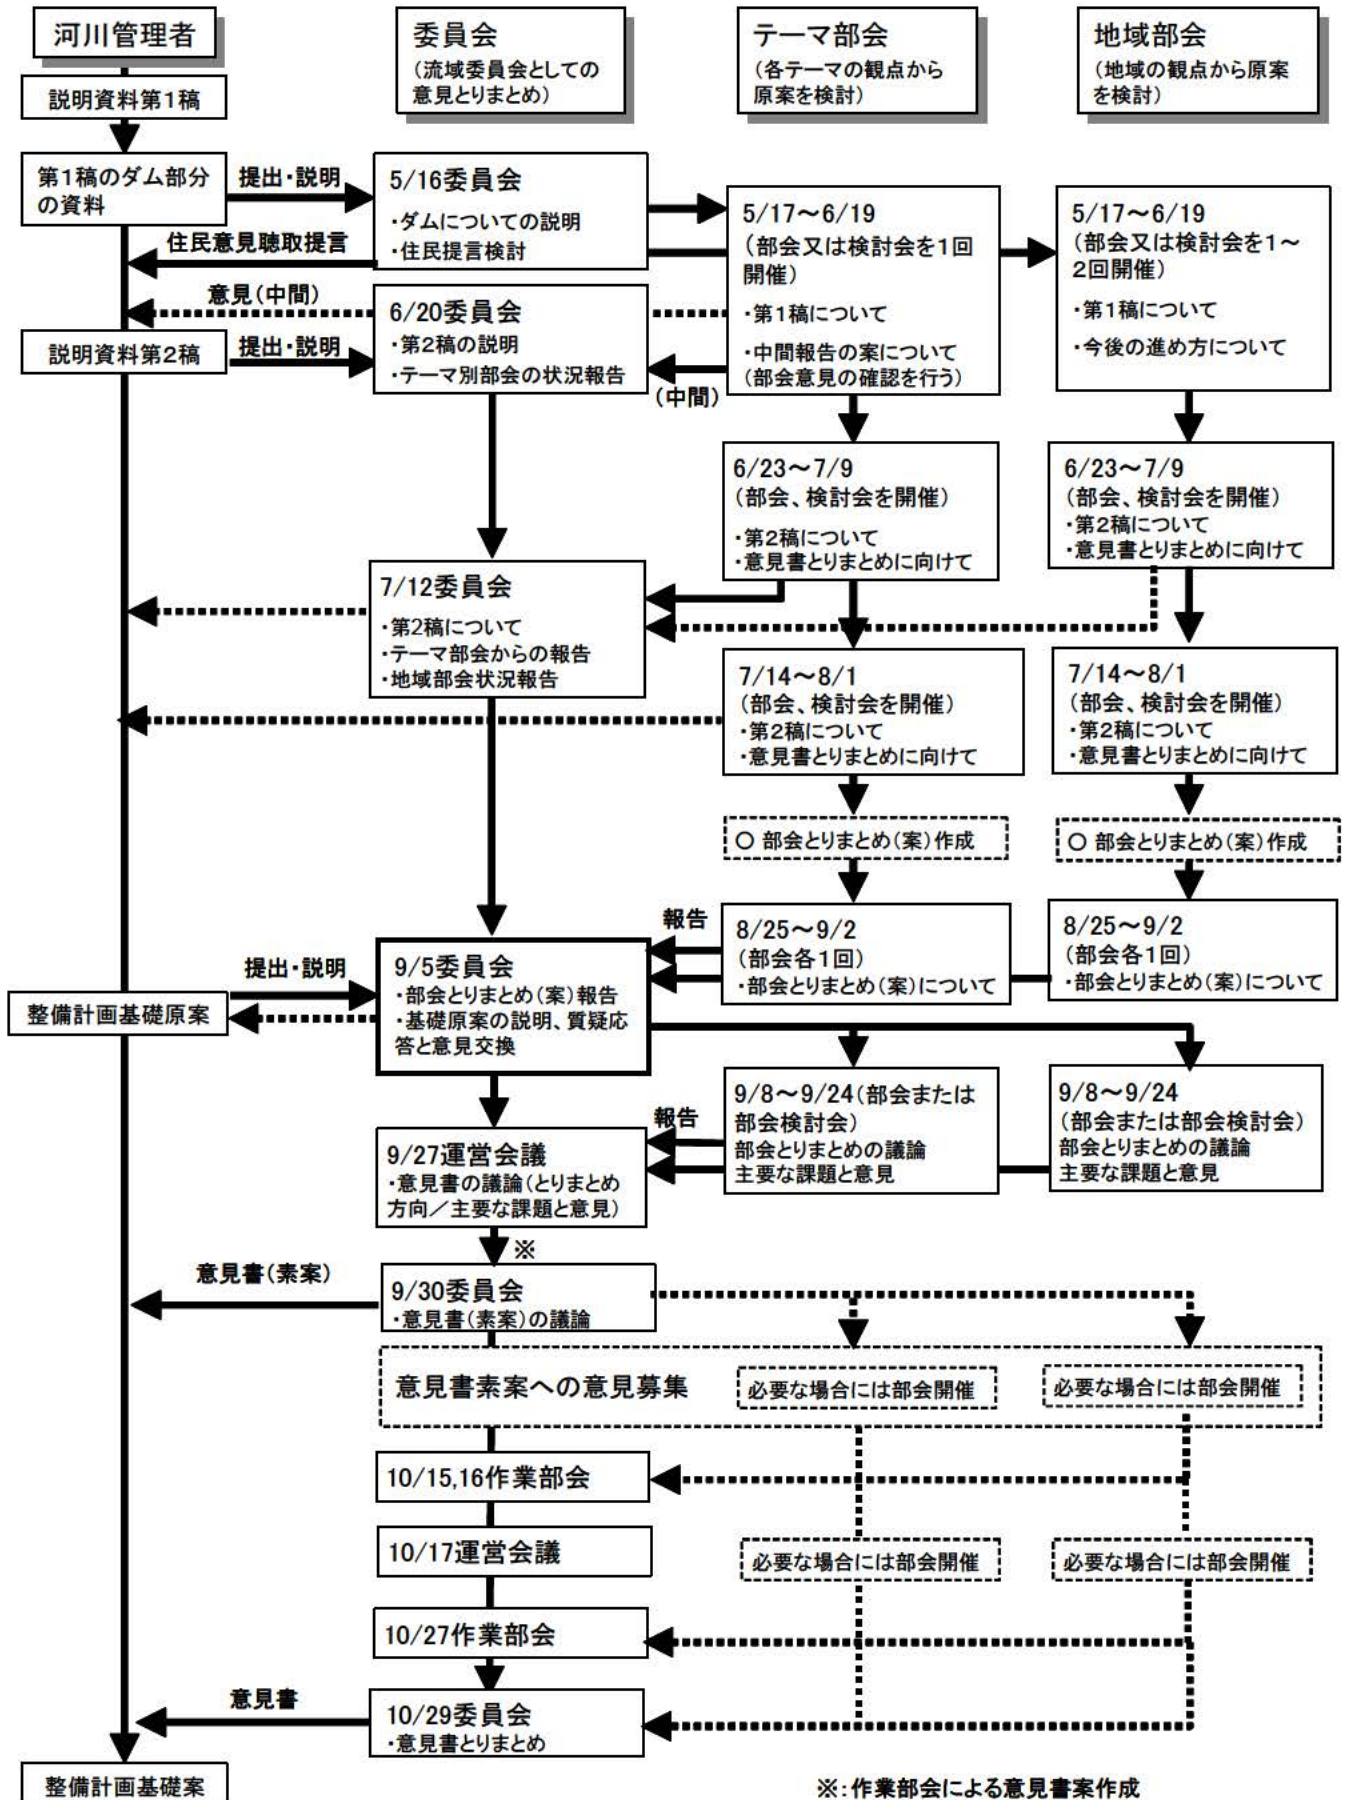 河川管理者
委員会
(流域委員会としての
意見とりまとめ)
テーマ部会
(各テーマの観点から
原案を検討)
地域部会
(地域の観点から原案
を検討)
説明資料第1稿
第1稿のダム部分
の資料
提出・説明
5/16委員会
・ダムについての説明
・住民提言検討
住民意見聴取提言
5/17～6/19
(部会又は検討会を1回
開催)
・第1稿について
・中間報告の案について
(部会意見の確認を行う)
5/17～6/19
(部会又は検討会を1～
2回開催)
・第1稿について
・今後の進め方について
意見(中間)
説明資料第2稿
提出・説明
6/20委員会
・第2稿の説明
・テーマ別部会の状況報告
(中間)
6/23～7/9
(部会、検討会を開催)
・第2稿について
・意見書とりまとめに向けて
6/23～7/9
(部会、検討会を開催)
・第2稿について
・意見書とりまとめに向けて
7/12委員会
・第2稿について
・テーマ部会からの報告
・地域部会状況報告
7/14～8/1
(部会、検討会を開催)
・第2稿について
・意見書とりまとめに向けて
7/14～8/1
(部会、検討会を開催)
・第2稿について
・意見書とりまとめに向けて
○ 部会とりまとめ(案)作成
○ 部会とりまとめ(案)作成
報告
8/25～9/2
(部会各1回)
・部会とりまとめ(案)について
8/25～9/2
(部会各1回)
・部会とりまとめ(案)について
提出・説明
整備計画基礎原案
9/5委員会
・部会とりまとめ(案)報告
・基礎原案の説明、質疑応
答と意見交換
9/8～9/24(部会または
部会検討会)
部会とりまとめの議論
主要な課題と意見
9/8～9/24
(部会または部会検討会)
部会とりまとめの議論
主要な課題と意見
報告
9/27運営会議
・意見書の議論(とりまとめ
方向／主要な課題と意見)
※
意見書(素案)
9/30委員会
・意見書(素案)の議論
意見書素案への意見募集
必要な場合には部会開催
必要な場合には部会開催
10/15,16作業部会
10/17運営会議
必要な場合には部会開催
必要な場合には部会開催
10/27作業部会
意見書
10/29委員会
・意見書とりまとめ
整備計画基礎案
※:作業部会による意見書案作成